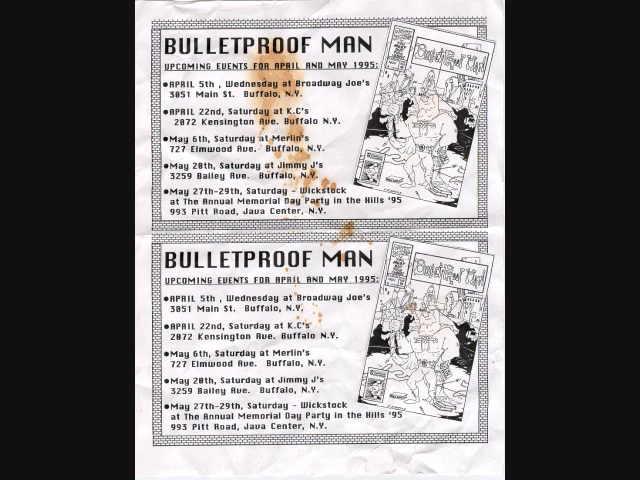 BULLETPROOF MAN
UPCOMING EVENTS FOR APRIL AND MAY 1995:
●APRIL 5th , Wednesday at Broadway Joe's
3051 Main St. Buffalo, N.Y.
●APRIL 22nd, Saturday at K.C's
2072 Kensington Ave. Buffalo N.Y.
●May 6th, Saturday at Merlin's
727 Elmwood Ave. Buffalo, N.Y.
●May 20th, Saturday at Jimmy J's
3259 Bailey Ave. Buffalo, N.Y.
●May 27th-29th, Saturday - Wickstock
at The Annual Memorial Day Party in the Hills '95
993 Pitt Road, Java Center, N.Y.
BulletProof Man!
BULLETPROOF MAN
UPCOMING EVENTS FOR APRIL AND MAY 1995:
●APRIL 5th , Wednesday at Broadway Joe's
3051 Main St. Buffalo, N.Y.
●APRIL 22nd, Saturday at K.C's
2072 Kensington Ave. Buffalo N.Y.
●May 6th, Saturday at Merlin's
727 Elmwood Ave. Buffalo, N.Y.
●May 20th, Saturday at Jimmy J's
3259 Bailey Ave. Buffalo, N.Y.
●May 27th-29th, Saturday - Wickstock
at The Annual Memorial Day Party in the Hills '95
993 Pitt Road, Java Center, N.Y.
BulletProof Man!